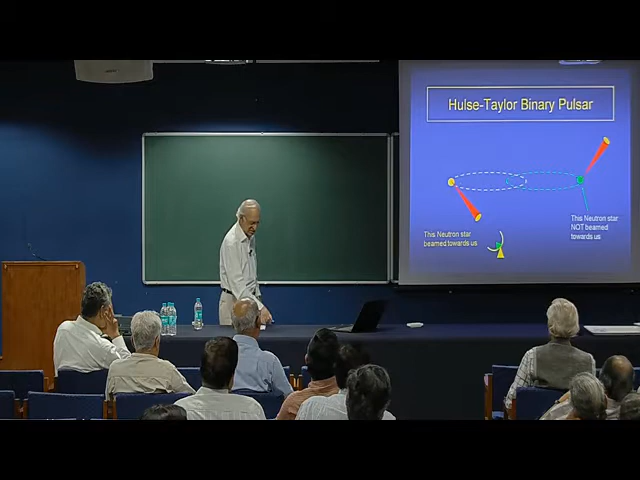 Hulse-Taylor Binary Pulsar
This Neutron star
beamed towards us
This Neutron star
NOT beamed
towards us